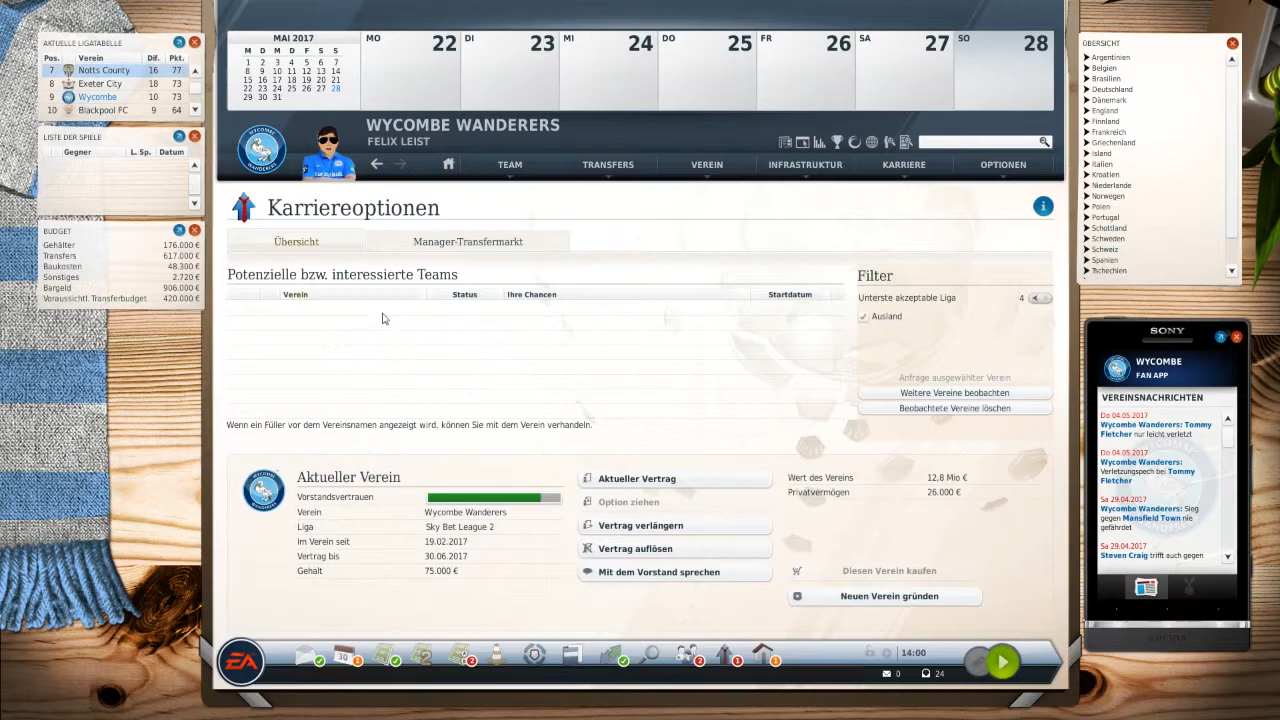 AKTUELLE LIGATABELLE
Pos. Verein Dif. Pkt.
7 Notts County 16 77
8 Exeter City 18 73
9 Wycombe 10 73
10 Blackpool FC 9 64
LISTE DER SPIELE
Gegner L. Sp. Datum
BUDGET
Gehälter 176.000 €
Transfers 617.000 €
Baukosten 48.300 €
Sonstiges 2.720 €
Bargeld 906.000 €
Voraussichtl. Transferbudget 420.000 €
MAI 2017
M D M D F S S
1 2 3 4 5 6 7
8 9 10 11 12 13 14
15 16 17 18 19 20 21
22 23 24 25 26 27 28
29 30 31
MO 22 DI 23 MI 24 DO 25 FR 26 SA 27 SO 28
WYCOMBE WANDERERS
FELIX LEIST
TEAM TRANSFERS VEREIN INFRASTRUKTUR KARRIERE OPTIONEN
Karriereoptionen
Übersicht Manager-Transfermarkt
Potenzielle bzw. interessierte Teams
Verein Status Ihre Chancen Startdatum
Filter
Unterste akzeptable Liga 4
Ausland
Anfrage ausgewählter Verein
Weitere Vereine beobachten
Beobachtete Vereine löschen
Wenn ein Füller vor dem Vereinsnamen angezeigt wird, können Sie mit dem Verein verhandeln.
Aktueller Verein
Vorstandsvertrauen
Verein Wycombe Wanderers
Liga Sky Bet League 2
Im Verein seit 19.02.2017
Vertrag bis 30.06.2017
Gehalt 75.000 €
Aktueller Vertrag
Option ziehen
Vertrag verlängern
Vertrag auflösen
Mit dem Vorstand sprechen
Wert des Vereins 12,8 Mio €
Privatvermögen 26.000 €
Diesen Verein kaufen
Neuen Verein gründen
EA
30 1 2 2 1 1
14:00
0 24
ÜBERSICHT
Argentinien
Belgien
Brasilien
Deutschland
Dänemark
England
Finnland
Frankreich
Griechenland
Island
Italien
Kroatien
Niederlande
Norwegen
Polen
Portugal
Schottland
Schweden
Schweiz
Spanien
Tschechien
SONY
WYCOMBE
FAN APP
VEREINSNACHRICHTEN
Do 04.05.2017
Wycombe Wanderers: Tommy
Fletcher nur leicht verletzt
Do 04.05.2017
Wycombe Wanderers:
Verletzungspech bei Tommy
Fletcher
Sa 29.04.2017
Wycombe Wanderers: Sieg
gegen Mansfield Town nie
gefährdet
Sa 29.04.2017
Steven Craig trifft auch gegen